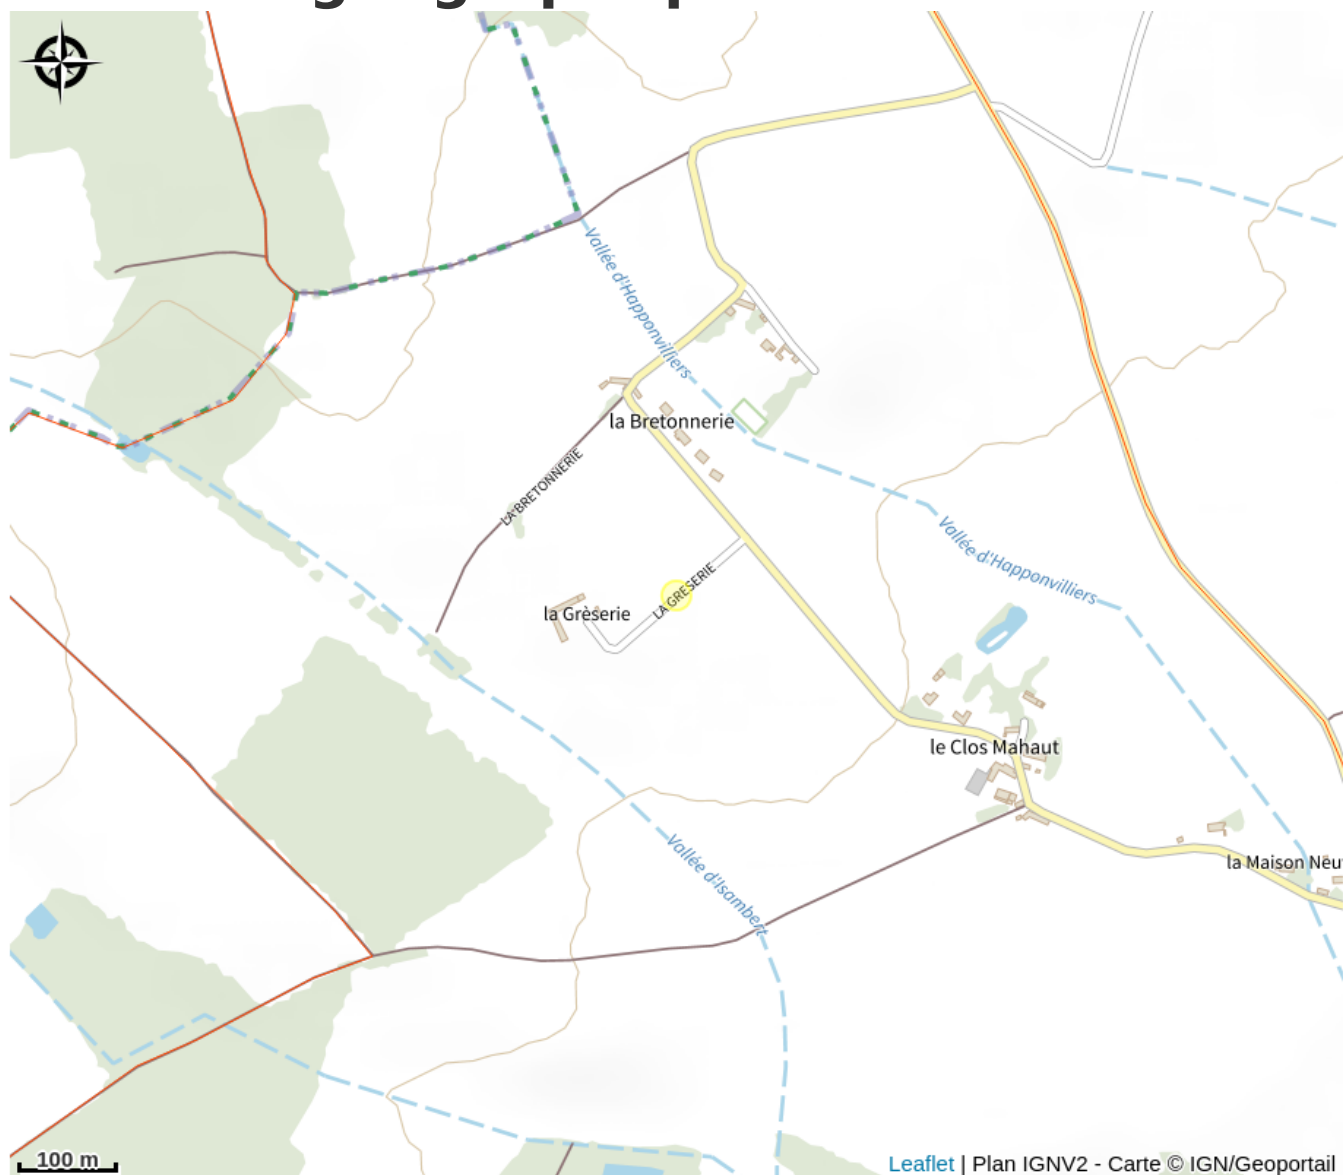 Vallée d'Happonvilliers
la Bretonnerie
LA BRETONNERIE
Vallée d'Happonvilliers
LA GRESERIE
la Grèserie
le Clos Mahaut
Vallée d'Isambert
la Maison Neu
100 m
Leaflet | Plan IGNV2 - Carte © IGN/Geoportail